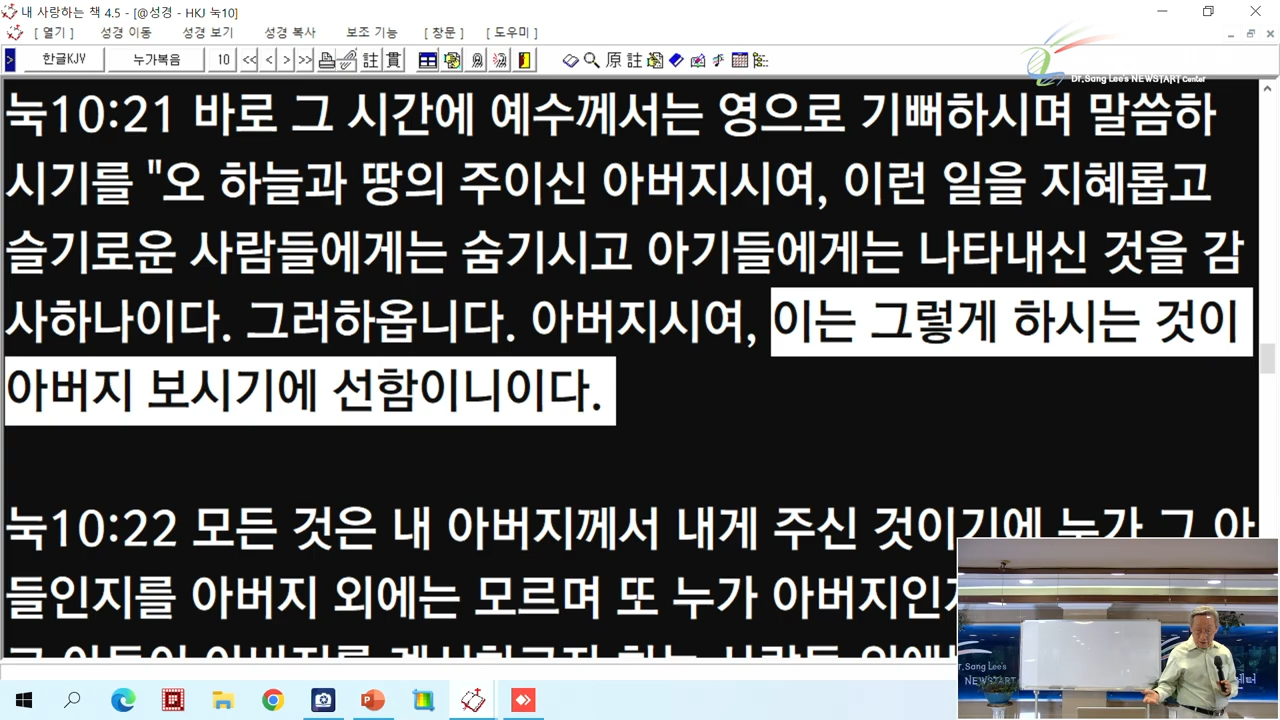 내 사랑하는 책 4.5 - [@성경 - HKJ 눅10]
[ 열기 ] 성경 이동 성경 보기 성경 복사 보조 기능 [ 창문 ] [ 도우미 ]
한글KJV 누가복음 10 << < > >> 註 貫 原 註
Dr.Sang Lee's NEWSTART Center
눅10:21 바로 그 시간에 예수께서는 영으로 기뻐하시며 말씀하
시기를 "오 하늘과 땅의 주이신 아버지시여, 이런 일을 지혜롭고
슬기로운 사람들에게는 숨기시고 아기들에게는 나타내신 것을 감
사하나이다. 그러하옵니다. 아버지시여, 이는 그렇게 하시는 것이
아버지 보시기에 선함이니이다.
눅10:22 모든 것은 내 아버지께서 내게 주신 것이기에 누가 그 아
들인지를 아버지 외에는 모르며 또 누가 아버지인지
r.Sang Lee's
NEWSTART